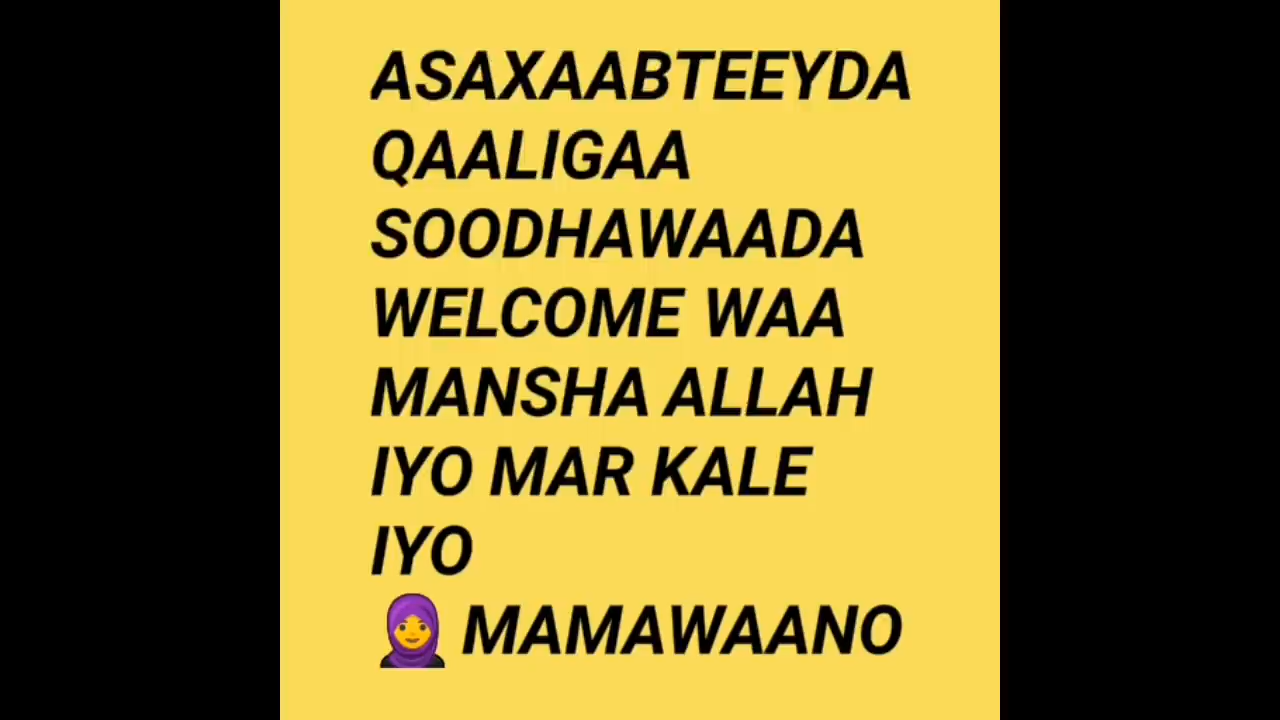 ASAXAABTEEYDA
QAALIGAA
SOODHAWAADA
WELCOME WAA
MANSHA ALLAH
IYO MAR KALE
IYO
🧕 MAMAWAANO